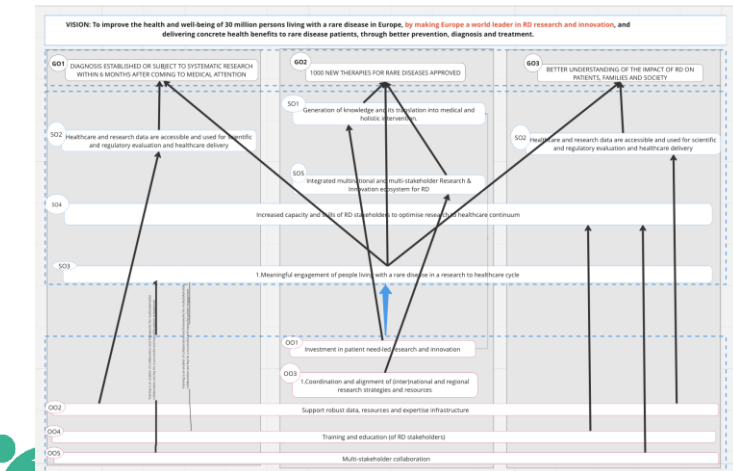 VISION: To improve the health and well-being of 30 million persons living with a rare disease in Europe, by making Europe a world leader in RD research and innovation, and
delivering concrete health benefits to rare disease patients, through better prevention, diagnosis and treatment.
GO1
DIAGNOSIS ESTABLISHED OR SUBJECT TO SYSTEMATIC RESEARCH
WITHIN 6 MONTHS AFTER COMING TO MEDICAL ATTENTION
GO2
1000 NEW THERAPIES FOR RARE DISEASES APPROVED
GO3
BETTER UNDERSTANDING OF THE IMPACT OF RD ON
PATIENTS, FAMILIES AND SOCIETY
SO1
Generation of knowledge and its translation into medical and
holistic intervention.
SO2
Healthcare and research data are accessible and used for scientific
and regulatory evaluation and healthcare delivery
SO2
Healthcare and research data are accessible and used for scientific
and regulatory evaluation and healthcare delivery
SO5
Integrated multinational and multi-stakeholder Research &
Innovation ecosystem for RD
SO4
Increased capacity and skills of RD stakeholders to optimise research to healthcare continuum
SO3
1.Meaningful engagement of people living with a rare disease in a research to healthcare cycle
OO1
Investment in patient need-led research and innovation
OO3
1.Coordination and alignment of (inter)national and regional
research strategies and resources
OO2
Support robust data, resources and expertise infrastructure
OO4
Training and education (of RD stakeholders)
OO5
Multi-stakeholder collaboration